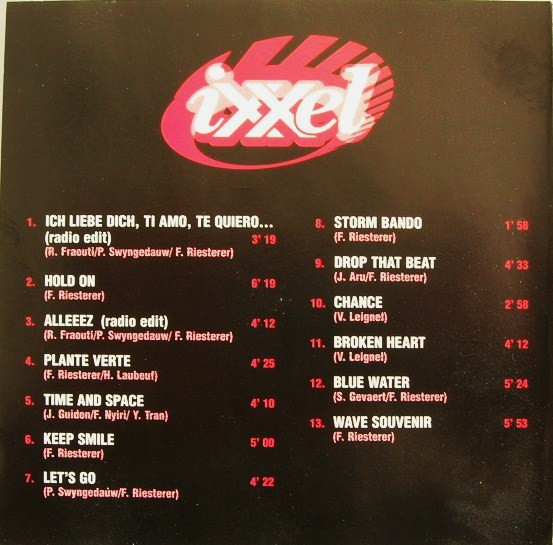 ixxel
1. ICH LIEBE DICH, TI AMO, TE QUIERO...
(radio edit) 3' 19
(R. Fraouti/P. Swyngedauw/ F. Riesterer)
2. HOLD ON 6' 19
(F. Riesterer)
3. ALLEEEZ (radio edit) 4' 12
(R. Fraouti/P. Swyngedauw/ F. Riesterer)
4. PLANTE VERTE 4' 25
(F. Riesterer/H. Laubeuf)
5. TIME AND SPACE 4' 10
(J. Guidon/F. Nyiri/ Y. Tran)
6. KEEP SMILE 5' 00
(F. Riesterer)
7. LET'S GO 4' 22
(P. Swyngedauw/F. Riesterer)
8. STORM BANDO 1' 58
(F. Riesterer)
9. DROP THAT BEAT 4' 33
(J. Aru/F. Riesterer)
10. CHANCE 2' 58
(V. Leignel)
11. BROKEN HEART 4' 12
(V. Leignel)
12. BLUE WATER 5' 24
(S. Gevaert/F. Riesterer)
13. WAVE SOUVENIR 5' 53
(F. Riesterer)